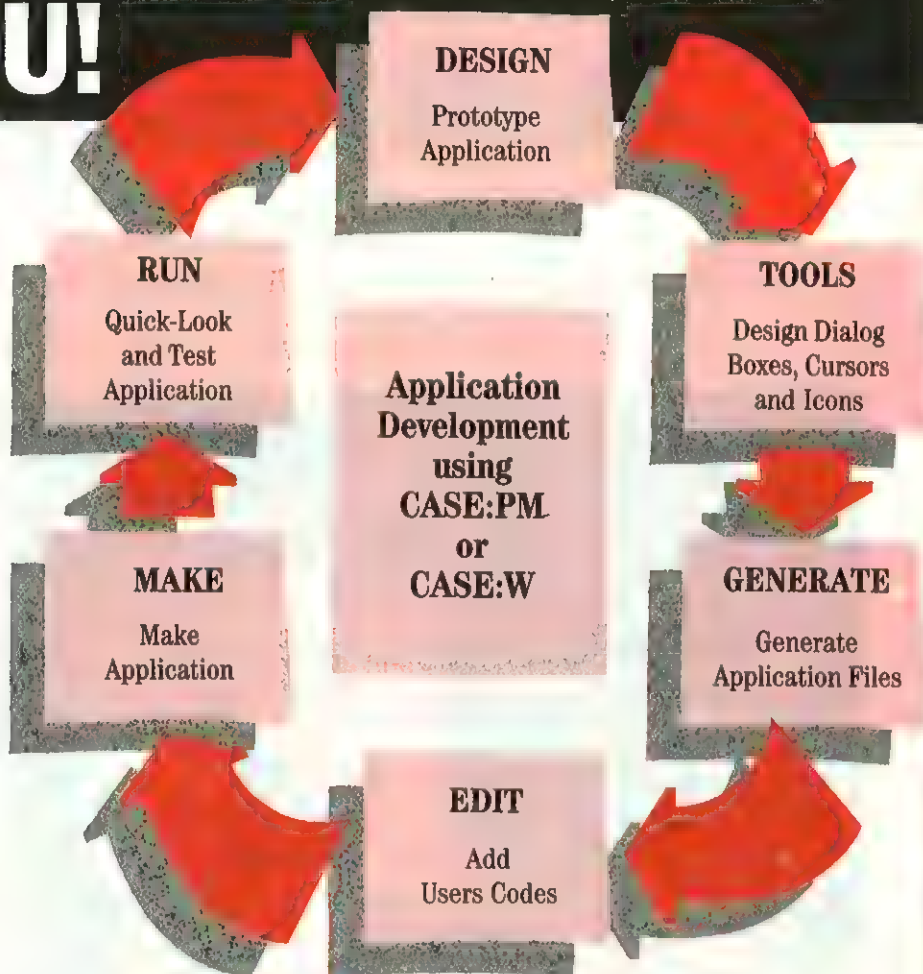 U!
DESIGN
Prototype
Application
TOOLS
Design Dialog
Boxes, Cursors
and Icons
GENERATE
Generate
Application Files
EDIT
Add
Users Codes
MAKE
Make
Application
RUN
Quick-Look
and Test
Application
Application
Development
using
CASE:PM
or
CASE:W